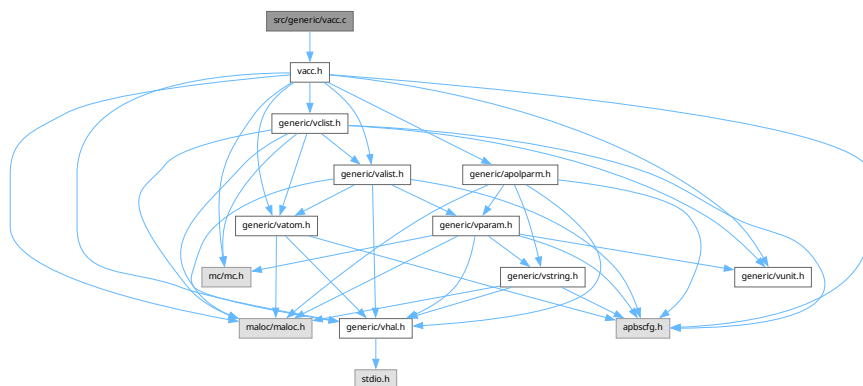 src/generic/vacc.c
vacc.h
generic/vclist.h
generic/valist.h
generic/apolparm.h
generic/vatom.h
generic/vparam.h
mc/mc.h
generic/vstring.h
generic/vunit.h
maloc/maloc.h
generic/vhal.h
apbscfg.h
stdio.h